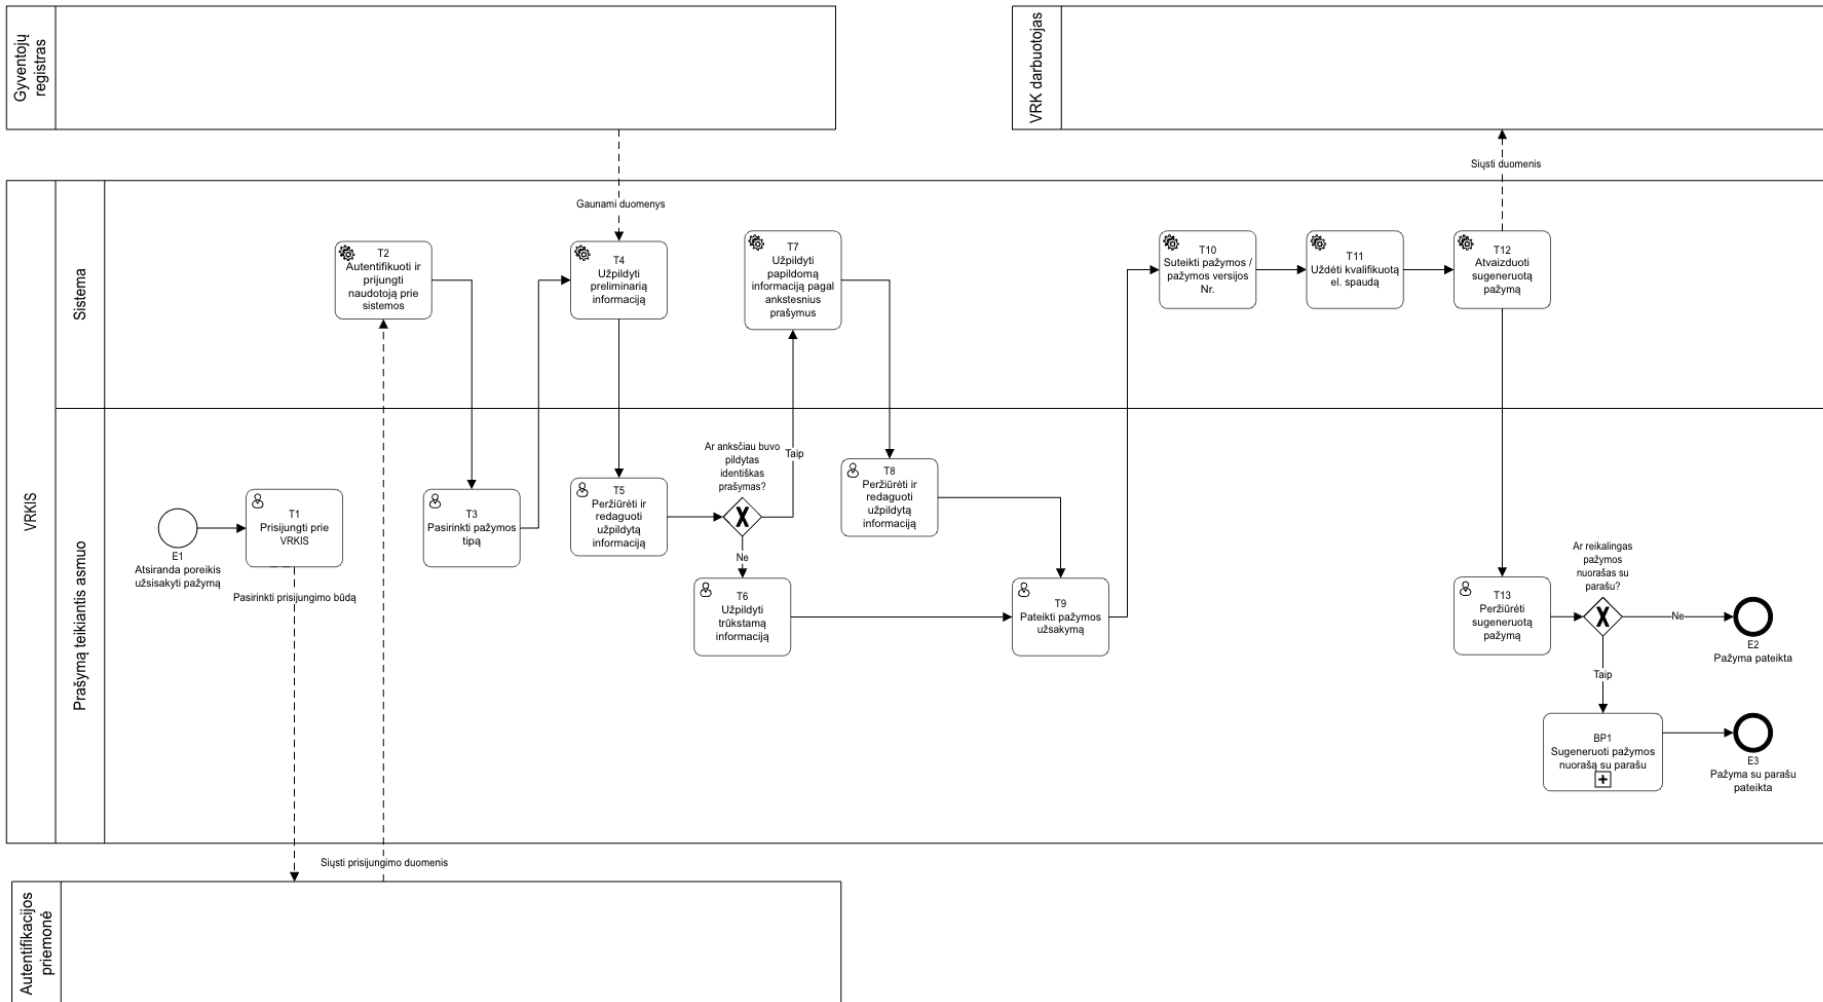 Gyventojų
registras
VRK darbuotojas
Siųsti duomenis
VRKIS
Sistema
Gaunami duomenys
T2
Autentifikuoti ir
prijungti
naudotoją prie
sistemos
T4
Užpildyti
preliminarią
informaciją
T7
Užpildyti
papildomą
informaciją pagal
ankstesnius
prašymus
T10
Suteikti pažymos /
pažymos versijos
Nr.
T11
Uždėti kvalifikuotą
el. spaudą
T12
Atvaizduoti
sugeneruotą
pažymą
Prašymą teikiantis asmuo
E1
Atsiranda poreikis
užsisakyti pažymą
T1
Prisijungti prie
VRKIS
Pasirinkti prisijungimo būdą
T3
Pasirinkti pažymos
tipą
T5
Peržiūrėti ir
redaguoti
užpildytą
informaciją
Ar anksčiau buvo
pildytas
identiškas
prašymas?
Taip
Ne
T6
Užpildyti
trūkstamą
informaciją
T8
Peržiūrėti ir
redaguoti
užpildytą
informaciją
T9
Pateikti pažymos
užsakymą
T13
Peržiūrėti
sugeneruotą
pažymą
Ar reikalingas
pažymos
nuorašas su
parašu?
Ne
E2
Pažyma pateikta
Taip
BP1
Sugeneruoti pažymos
nuorašą su parašu
E3
Pažyma su parašu
pateikta
Siųsti prisijungimo duomenis
Autentifikacijos
priemonė